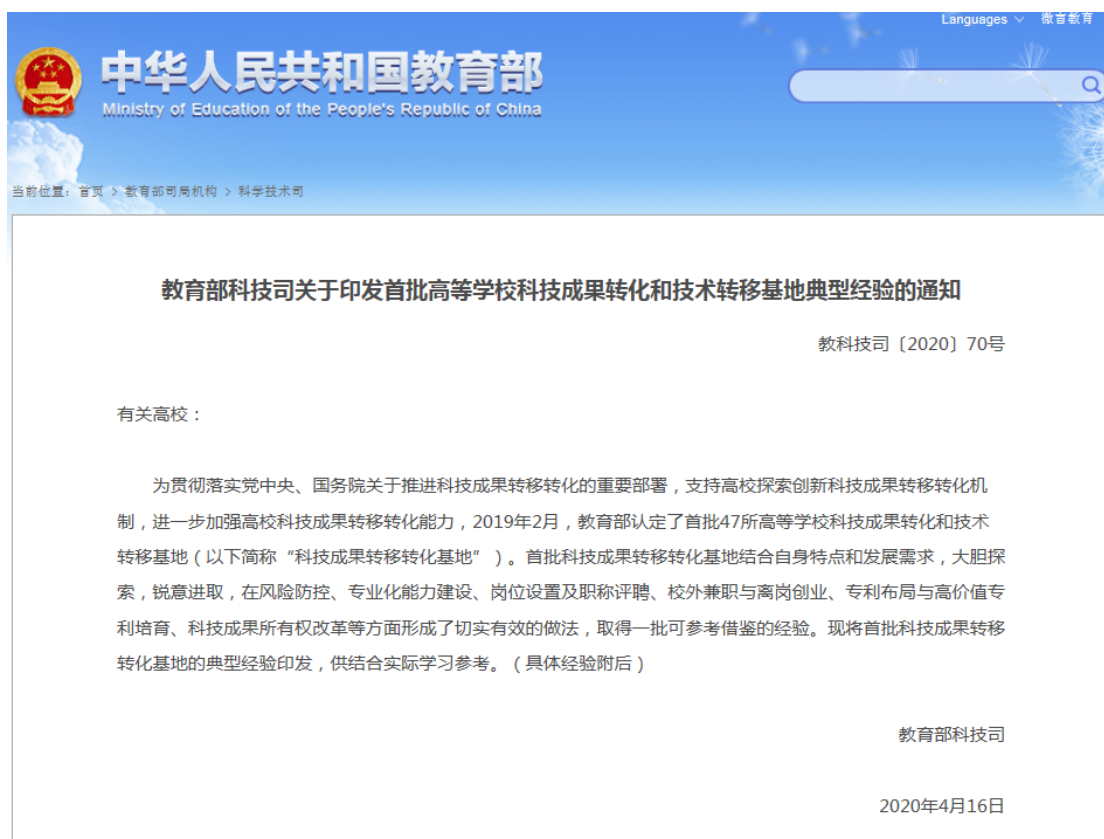 Languages 微言教育
中华人民共和国教育部
Ministry of Education of the People's Republic of China
当前位置：首页 > 教育部司局机构 > 科学技术司
教育部科技司关于印发首批高等学校科技成果转化和技术转移基地典型经验的通知
教科技司〔2020〕70号
有关高校：
为贯彻落实党中央、国务院关于推进科技成果转移转化的重要部署，支持高校探索创新科技成果转移转化机
制，进一步加强高校科技成果转移转化能力，2019年2月，教育部认定了首批47所高等学校科技成果转化和技术
转移基地（以下简称“科技成果转移转化基地”）。首批科技成果转移转化基地结合自身特点和发展需求，大胆探
索，锐意进取，在风险防控、专业化能力建设、岗位设置及职称评聘、校外兼职与离岗创业、专利布局与高价值专
利培育、科技成果所有权改革等方面形成了切实有效的做法，取得一批可参考借鉴的经验。现将首批科技成果转移
转化基地的典型经验印发，供结合实际学习参考。（具体经验附后）
教育部科技司
2020年4月16日